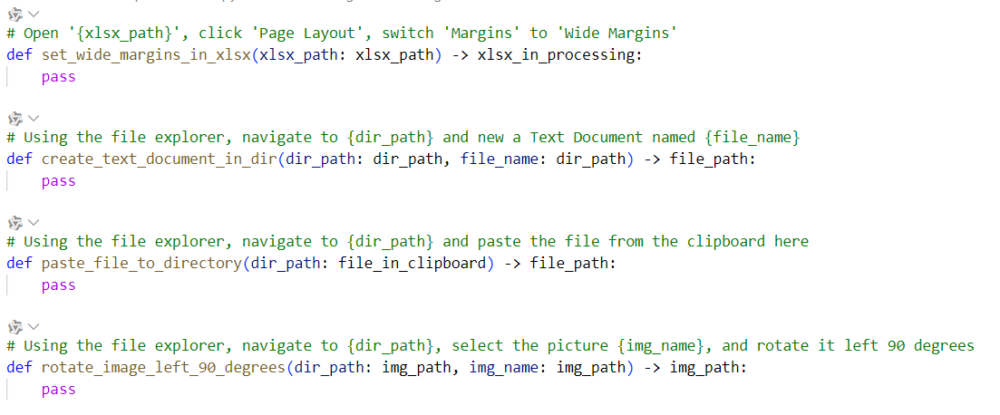 # Open '{xlsx_path}', click 'Page Layout', switch 'Margins' to 'Wide Margins'
def set_wide_margins_in_xlsx(xlsx_path: xlsx_path) -> xlsx_in_processing:
    pass
# Using the file explorer, navigate to {dir_path} and new a Text Document named {file_name}
def create_text_document_in_dir(dir_path: dir_path, file_name: dir_path) -> file_path:
    pass
# Using the file explorer, navigate to {dir_path} and paste the file from the clipboard here
def paste_file_to_directory(dir_path: file_in_clipboard) -> file_path:
    pass
# Using the file explorer, navigate to {dir_path}, select the picture {img_name}, and rotate it left 90 degrees
def rotate_image_left_90_degrees(dir_path: img_path, img_name: img_path) -> img_path:
    pass